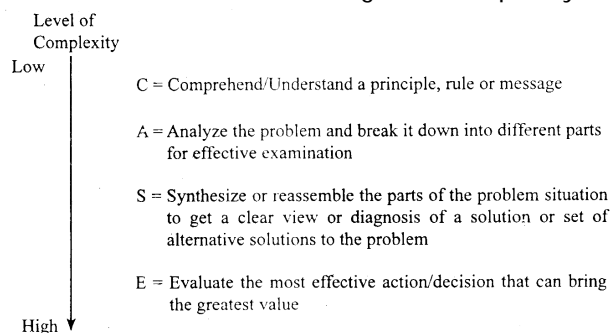 Level of
Complexity
Low
C = Comprehend/Understand a principle, rule or message
A = Analyze the problem and break it down into different parts
for effective examination
S = Synthesize or reassemble the parts of the problem situation
to get a clear view or diagnosis of a solution or set of
alternative solutions to the problem
E = Evaluate the most effective action/decision that can bring
the greatest value
High